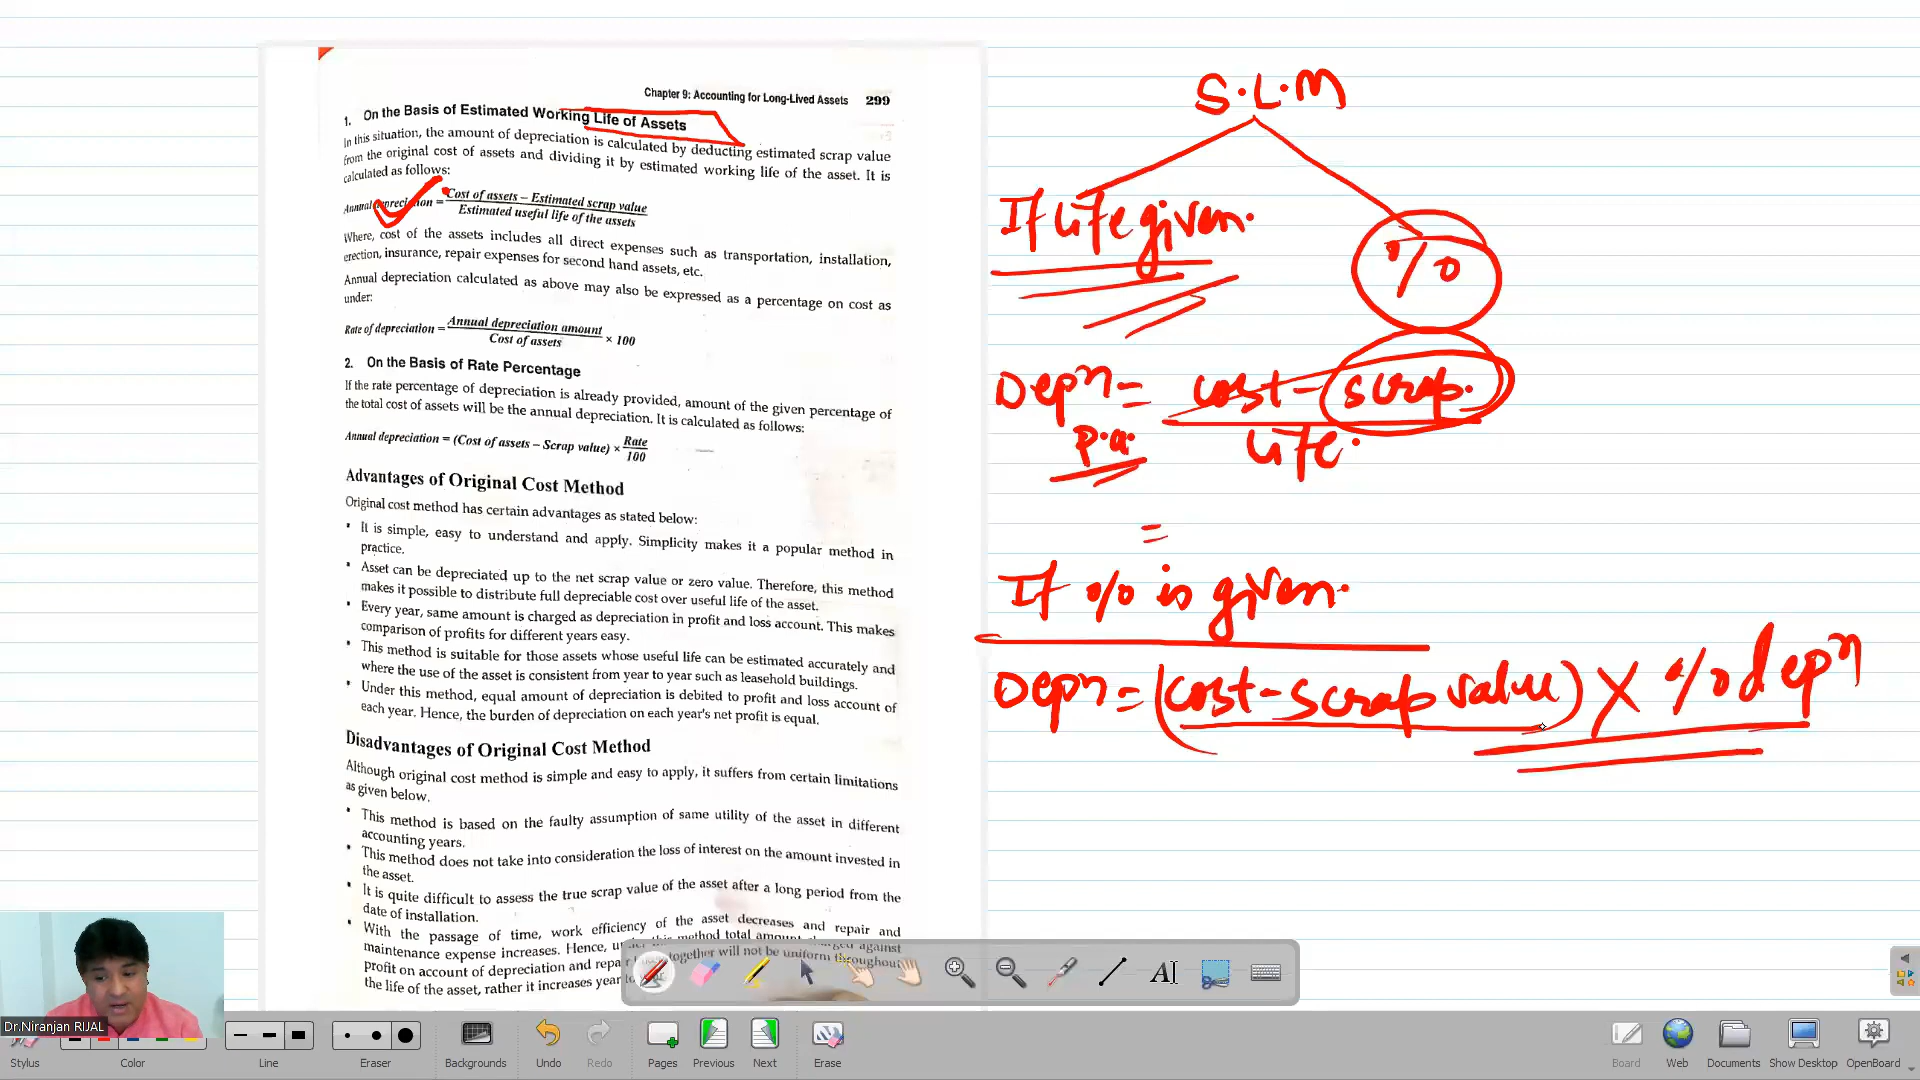 Chapter 9: Accounting for Long-Lived Assets 299
1. On the Basis of Estimated Working Life of Assets
In this situation, the amount of depreciation is calculated by deducting estimated scrap value
from the original cost of assets and dividing it by estimated working life of the asset. It is
calculated as follows:
Annual depreciation = Cost of assets – Estimated scrap value
Estimated useful life of the assets
Where, cost of the assets includes all direct expenses such as transportation, installation,
erection, insurance, repair expenses for second hand assets, etc.
Annual depreciation calculated as above may also be expressed as a percentage on cost as
under:
Rate of depreciation = Annual depreciation amount
Cost of assets × 100
2. On the Basis of Rate Percentage
If the rate percentage of depreciation is already provided, amount of the given percentage of
the total cost of assets will be the annual depreciation. It is calculated as follows:
Annual depreciation = (Cost of assets – Scrap value) × Rate
100
Advantages of Original Cost Method
Original cost method has certain advantages as stated below:
• It is simple, easy to understand and apply. Simplicity makes it a popular method in
practice.
• Asset can be depreciated up to the net scrap value or zero value. Therefore, this method
makes it possible to distribute full depreciable cost over useful life of the asset.
• Every year, same amount is charged as depreciation in profit and loss account. This makes
comparison of profits for different years easy.
• This method is suitable for those assets whose useful life can be estimated accurately and
where the use of the asset is consistent from year to year such as leasehold buildings.
• Under this method, equal amount of depreciation is debited to profit and loss account of
each year. Hence, the burden of depreciation on each year's net profit is equal.
Disadvantages of Original Cost Method
Although original cost method is simple and easy to apply, it suffers from certain limitations
as given below.
• This method is based on the faulty assumption of same utility of the asset in different
accounting years.
• This method does not take into consideration the loss of interest on the amount invested in
the asset.
• It is quite difficult to assess the true scrap value of the asset after a long period from the
date of installation.
• With the passage of time, work efficiency of the asset decreases and repair and
maintenance expense increases. Hence, method total against
profit on account of depreciation and repair together will not be uniform throughout
the life of the asset, rather it increases year
S.L.M
If Life given.
%
Depn = cost - scrap.
p.a. Life.
=
If % is given.
Depn = (cost - scrap value) X % depn
Dr.Niranjan RIJAL
Stylus Color Line Eraser Backgrounds Undo Redo Pages Previous Next Erase Board Web Documents Show Desktop OpenBoard